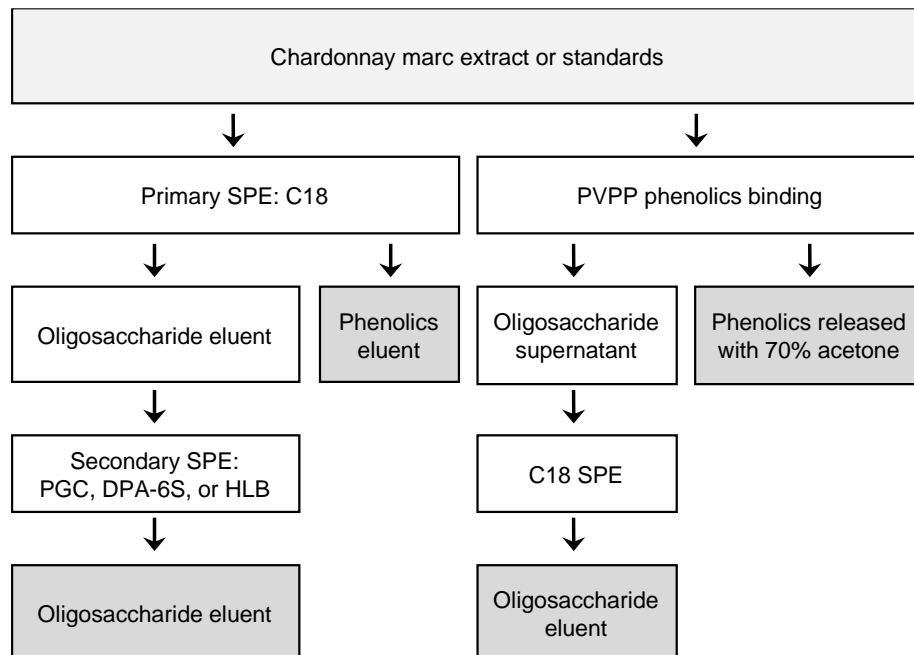 Chardonnay marc extract or standards
Primary SPE: C18
PVPP phenolics binding
Oligosaccharide eluent
Phenolics
eluent
Oligosaccharide
supernatant
Phenolics released
with 70% acetone
Secondary SPE:
PGC, DPA-6S, or HLB
C18 SPE
Oligosaccharide eluent
Oligosaccharide
eluent